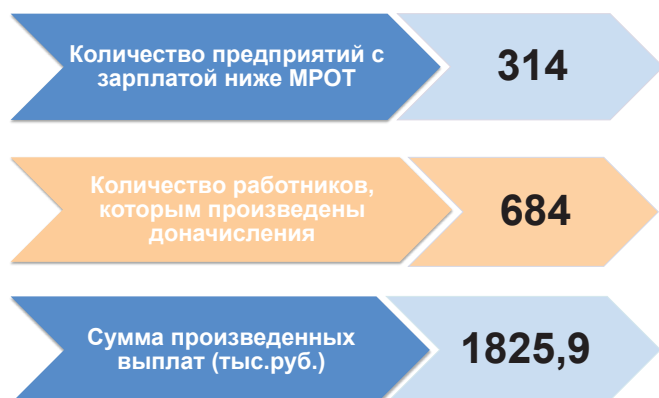 Количество предприятий с
зарплатой ниже МРОТ
314
Количество работников,
которым произведены
доначисления
684
Сумма произведенных
выплат (тыс.руб.)
1825,9